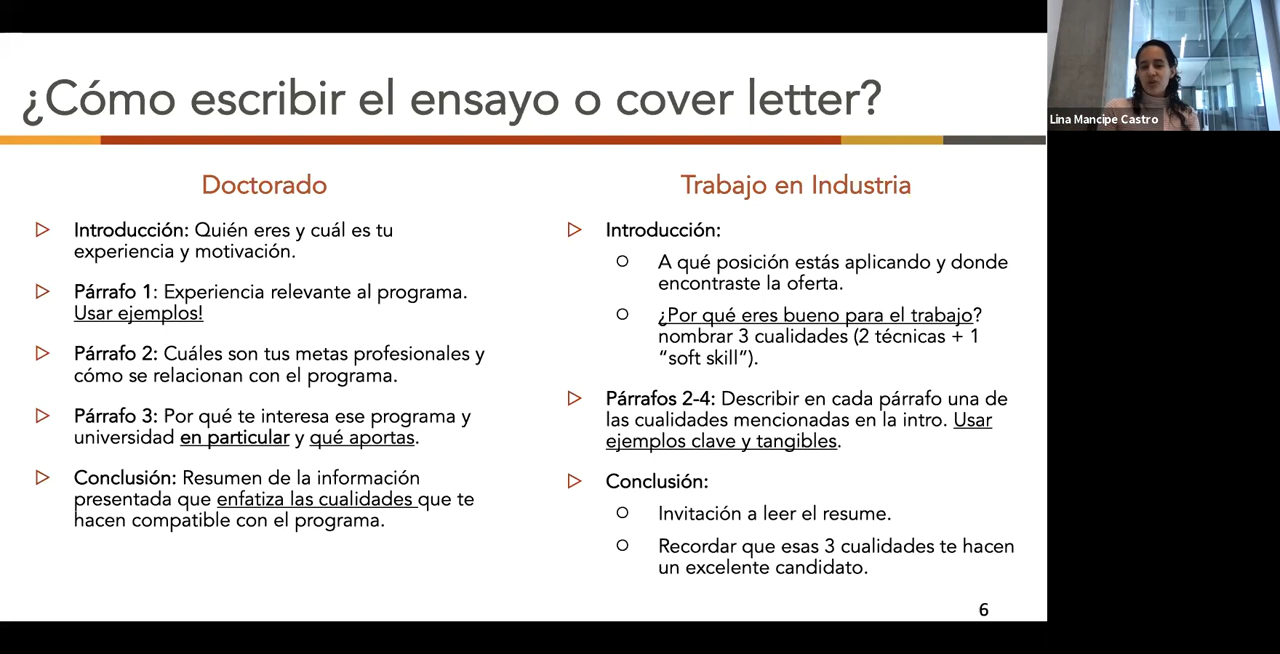 ¿Cómo escribir el ensayo o cover letter?
Lina Mancipe Castro
Doctorado
Introducción: Quién eres y cuál es tu
experiencia y motivación.
Párrafo 1: Experiencia relevante al programa.
Usar ejemplos!
Párrafo 2: Cuáles son tus metas profesionales y
cómo se relacionan con el programa.
Párrafo 3: Por qué te interesa ese programa y
universidad en particular y qué aportas.
Conclusión: Resumen de la información
presentada que enfatiza las cualidades que te
hacen compatible con el programa.
Trabajo en Industria
Introducción:
A qué posición estás aplicando y donde
encontraste la oferta.
¿Por qué eres bueno para el trabajo?
nombrar 3 cualidades (2 técnicas + 1
“soft skill”).
Párrafos 2-4: Describir en cada párrafo una de
las cualidades mencionadas en la intro. Usar
ejemplos clave y tangibles.
Conclusión:
Invitación a leer el resume.
Recordar que esas 3 cualidades te hacen
un excelente candidato.
6